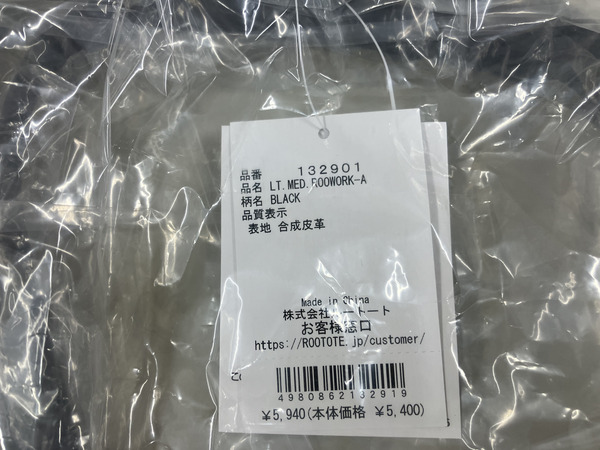 品番 132901
品名 LT.MED.ROOWORK-A
柄名 BLACK
品質表示
表地 合成皮革
Made in China
株式会社ルートート
お客様窓口
https://ROOTOTE.jp/customer/
4980862132919
¥5,940(本体価格 ¥5,400)